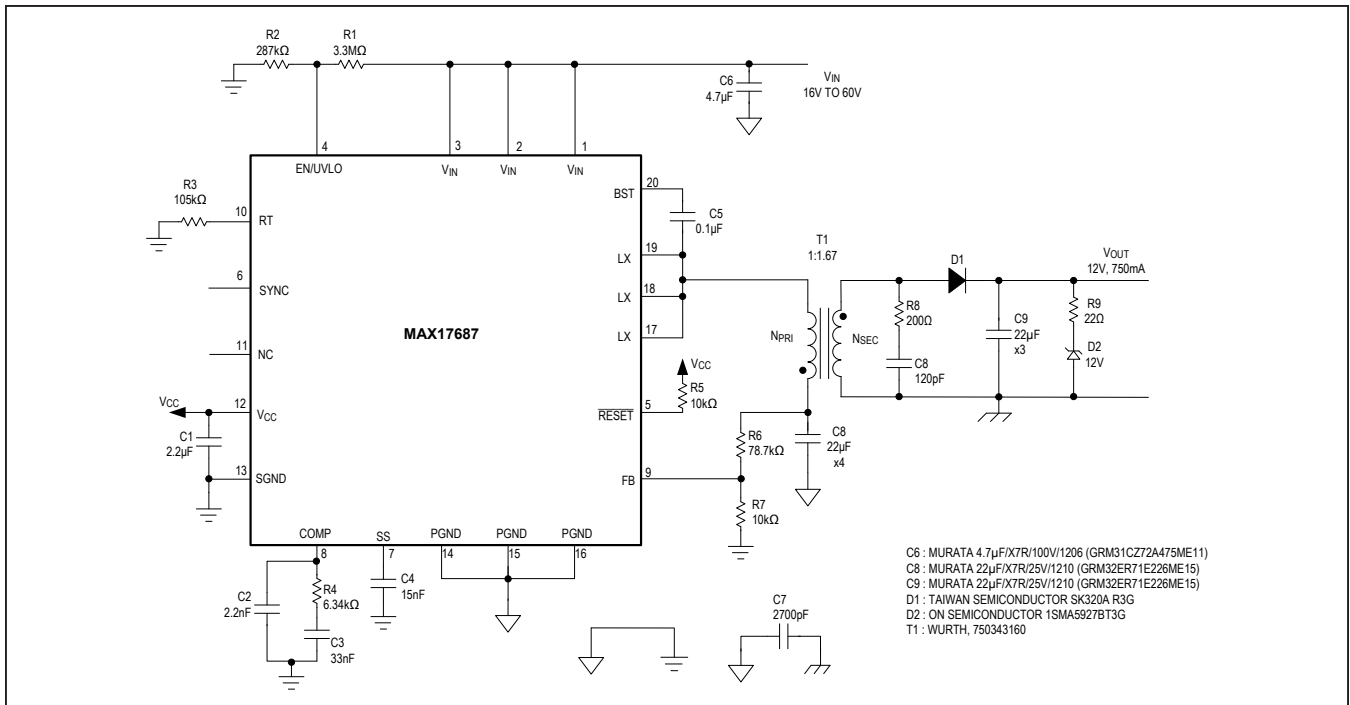 R2
287kΩ
R1
3.3MΩ
C6
4.7µF
VIN
16V TO 60V
4
3
2
1
EN/UVLO
VIN
VIN
VIN
R3
105kΩ
10
RT
6
SYNC
11
NC
VCC
12
VCC
C1
2.2µF
13
SGND
MAX17687
BST
20
C5
0.1µF
LX
19
LX
18
LX
17
VCC
R5
10kΩ
RESET
5
FB
9
R6
78.7kΩ
R7
10kΩ
C8
22µF
x4
T1
1:1.67
NPRI
NSEC
R8
200Ω
C8
120pF
D1
C9
22µF
x3
VOUT
12V, 750mA
R9
22Ω
D2
12V
COMP
SS
PGND
PGND
PGND
8
7
14
15
16
C2
2.2nF
R4
6.34kΩ
C3
33nF
C4
15nF
C7
2700pF
C6 : MURATA 4.7µF/X7R/100V/1206 (GRM31CZ72A475ME11)
C8 : MURATA 22µF/X7R/25V/1210 (GRM32ER71E226ME15)
C9 : MURATA 22µF/X7R/25V/1210 (GRM32ER71E226ME15)
D1 : TAIWAN SEMICONDUCTOR SK320A R3G
D2 : ON SEMICONDUCTOR 1SMA5927BT3G
T1 : WURTH, 750343160